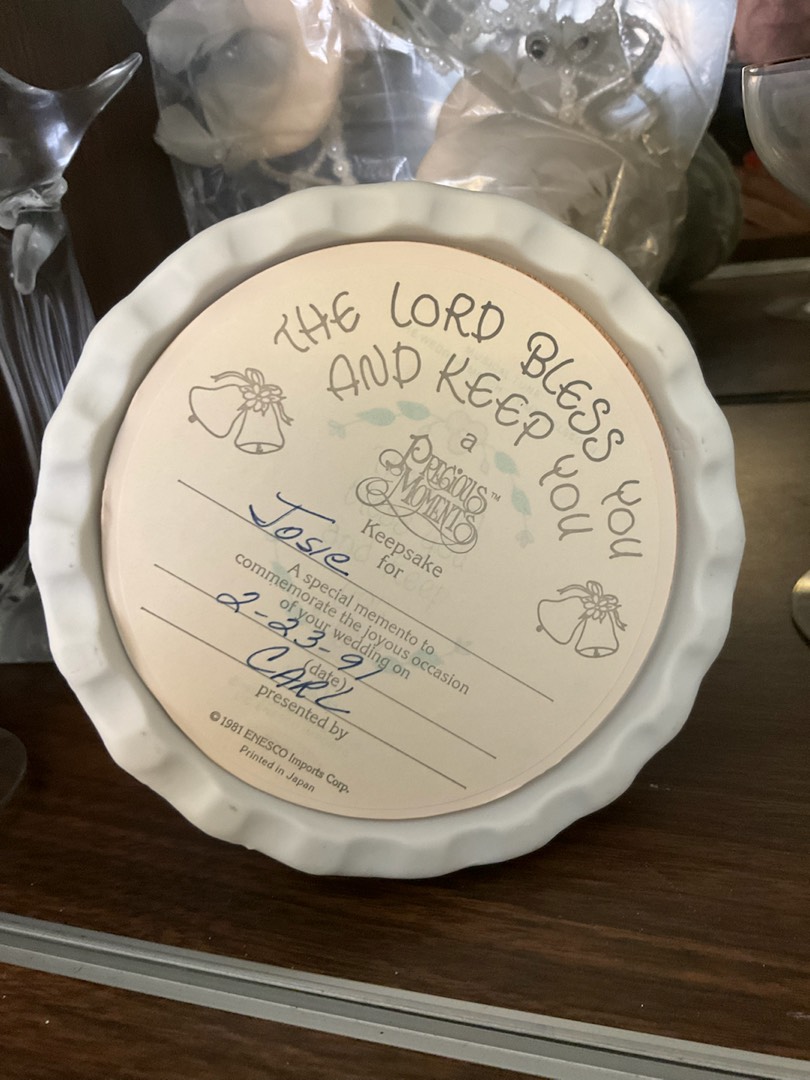 THE LORD BLESS YOU
AND KEEP YOU
a
PRECIOUS
MOMENTS™
Keepsake
for
Josie
A special memento to
commemorate the joyous occasion
of your wedding on
2-23-91
(date)
CARL
presented by
© 1981 ENESCO Imports Corp.
Printed in Japan